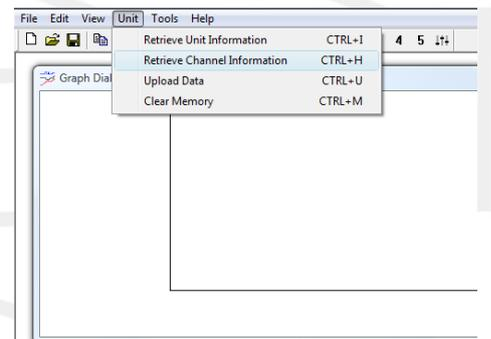 File Edit View Unit Tools Help
4 5
Retrieve Unit Information CTRL+I
Retrieve Channel Information CTRL+H
Upload Data CTRL+U
Clear Memory CTRL+M
Graph Dial